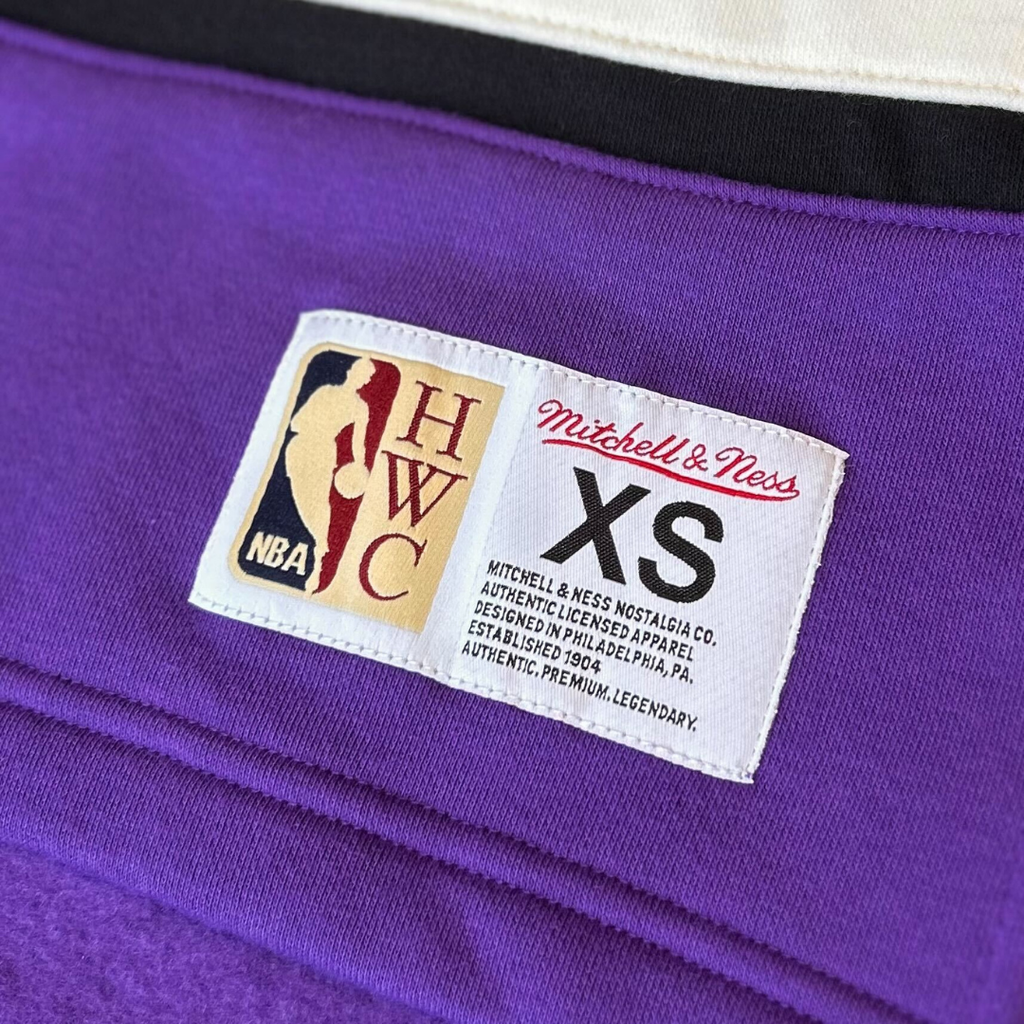 NBA
H
W
C
Mitchell & Ness
XS
MITCHELL & NESS NOSTALGIA CO.
AUTHENTIC LICENSED APPAREL
DESIGNED IN PHILADELPHIA, PA.
ESTABLISHED 1904
AUTHENTIC. PREMIUM. LEGENDARY.